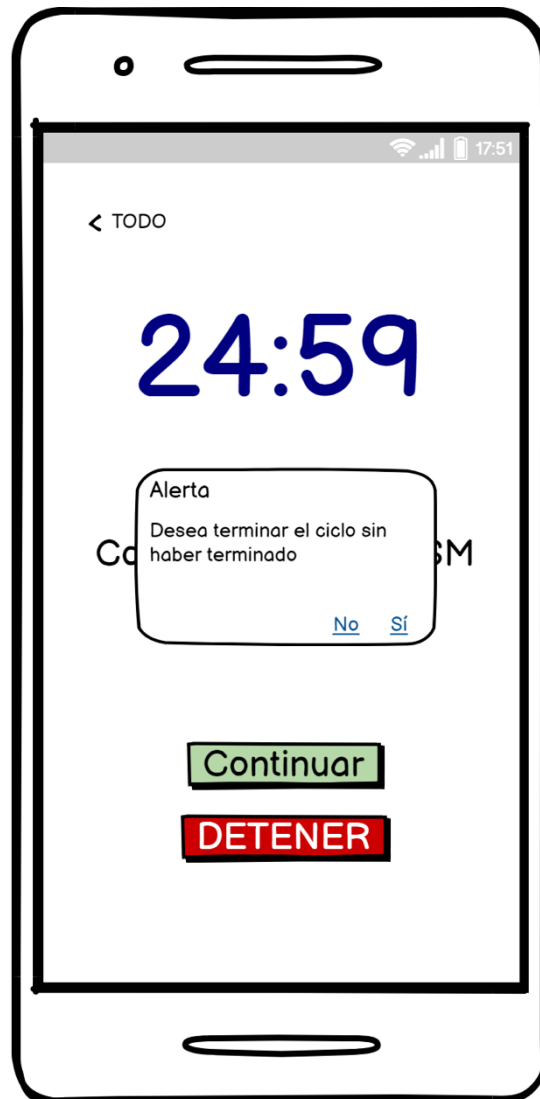 17:51
< TODO
24:59
Alerta
Desea terminar el ciclo sin
haber terminado
No Sí
Continuar
DETENER